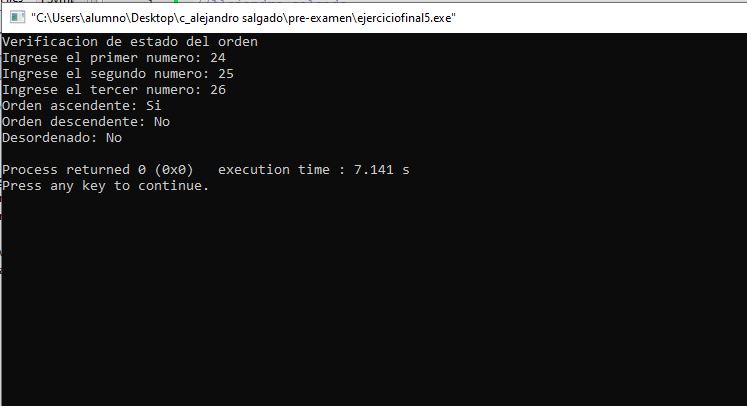 "C:\Users\alumno\Desktop\c_alejandro salgado\pre-examen\ejerciciofinal5.exe"
Verificacion de estado del orden
Ingrese el primer numero: 24
Ingrese el segundo numero: 25
Ingrese el tercer numero: 26
Orden ascendente: Si
Orden descendente: No
Desordenado: No
Process returned 0 (0x0)   execution time : 7.141 s
Press any key to continue.